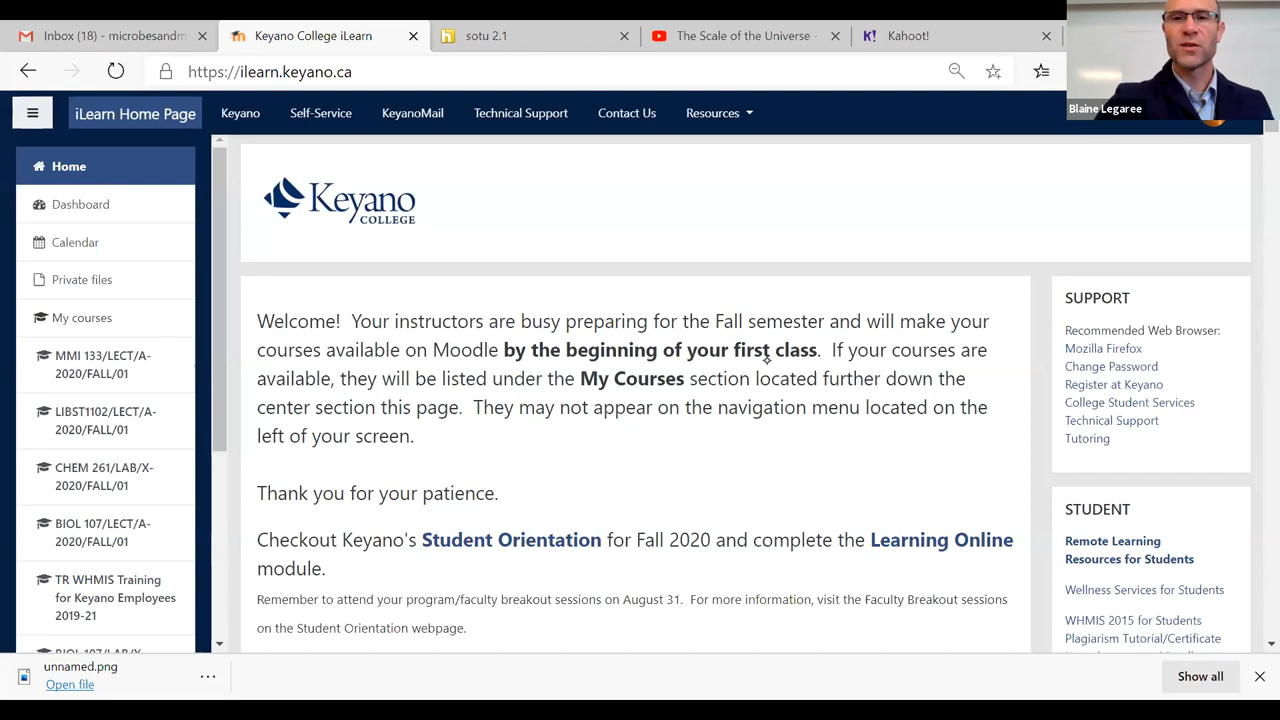 Inbox (18) - microbesandm
Keyano College iLearn
sotu 2.1
The Scale of the Universe -
Kahoot!
https://ilearn.keyano.ca
Blaine Legaree
iLearn Home Page
Keyano
Self-Service
KeyanoMail
Technical Support
Contact Us
Resources
Home
Dashboard
Calendar
Private files
My courses
MMI 133/LECT/A-
2020/FALL/01
LIBST1102/LECT/A-
2020/FALL/01
CHEM 261/LAB/X-
2020/FALL/01
BIOL 107/LECT/A-
2020/FALL/01
TR WHMIS Training
for Keyano Employees
2019-21
Keyano
COLLEGE
Welcome! Your instructors are busy preparing for the Fall semester and will make your
courses available on Moodle by the beginning of your first class. If your courses are
available, they will be listed under the My Courses section located further down the
center section this page. They may not appear on the navigation menu located on the
left of your screen.
Thank you for your patience.
Checkout Keyano's Student Orientation for Fall 2020 and complete the Learning Online
module.
Remember to attend your program/faculty breakout sessions on August 31. For more information, visit the Faculty Breakout sessions
on the Student Orientation webpage.
SUPPORT
Recommended Web Browser:
Mozilla Firefox
Change Password
Register at Keyano
College Student Services
Technical Support
Tutoring
STUDENT
Remote Learning
Resources for Students
Wellness Services for Students
WHMIS 2015 for Students
Plagiarism Tutorial/Certificate
unnamed.png
Open file
Show all